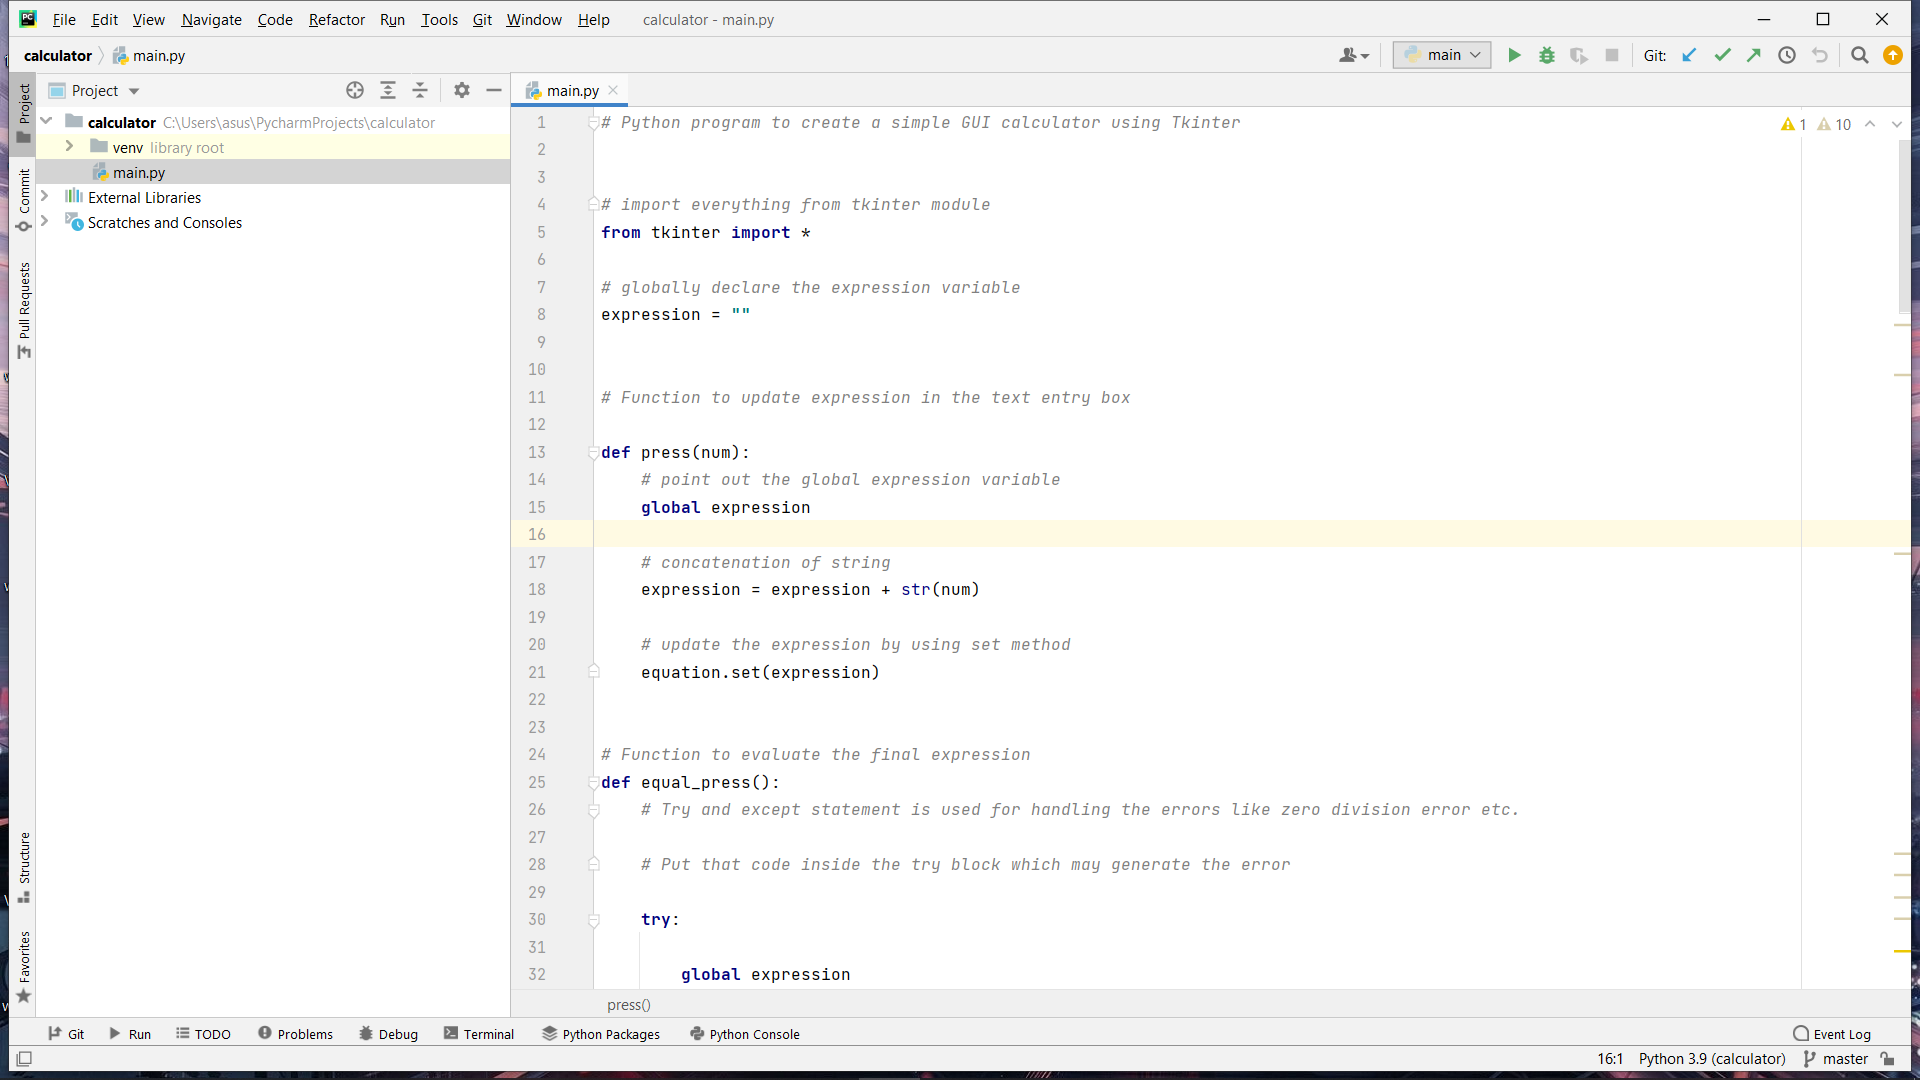 File Edit View Navigate Code Refactor Run Tools Git Window Help calculator - main.py
calculator main.py main Git:
Project main.py
Project
Commit
Pull Requests
Structure
Favorites
calculator C:\Users\asus\PycharmProjects\calculator
venv library root
main.py
External Libraries
Scratches and Consoles
1 10
1 # Python program to create a simple GUI calculator using Tkinter
2
3
4 # import everything from tkinter module
5 from tkinter import *
6
7 # globally declare the expression variable
8 expression = ""
9
10
11 # Function to update expression in the text entry box
12
13 def press(num):
14 # point out the global expression variable
15 global expression
16
17 # concatenation of string
18 expression = expression + str(num)
19
20 # update the expression by using set method
21 equation.set(expression)
22
23
24 # Function to evaluate the final expression
25 def equal_press():
26 # Try and except statement is used for handling the errors like zero division error etc.
27
28 # Put that code inside the try block which may generate the error
29
30 try:
31
32 global expression
press()
Git Run TODO Problems Debug Terminal Python Packages Python Console Event Log
16:1 Python 3.9 (calculator) master